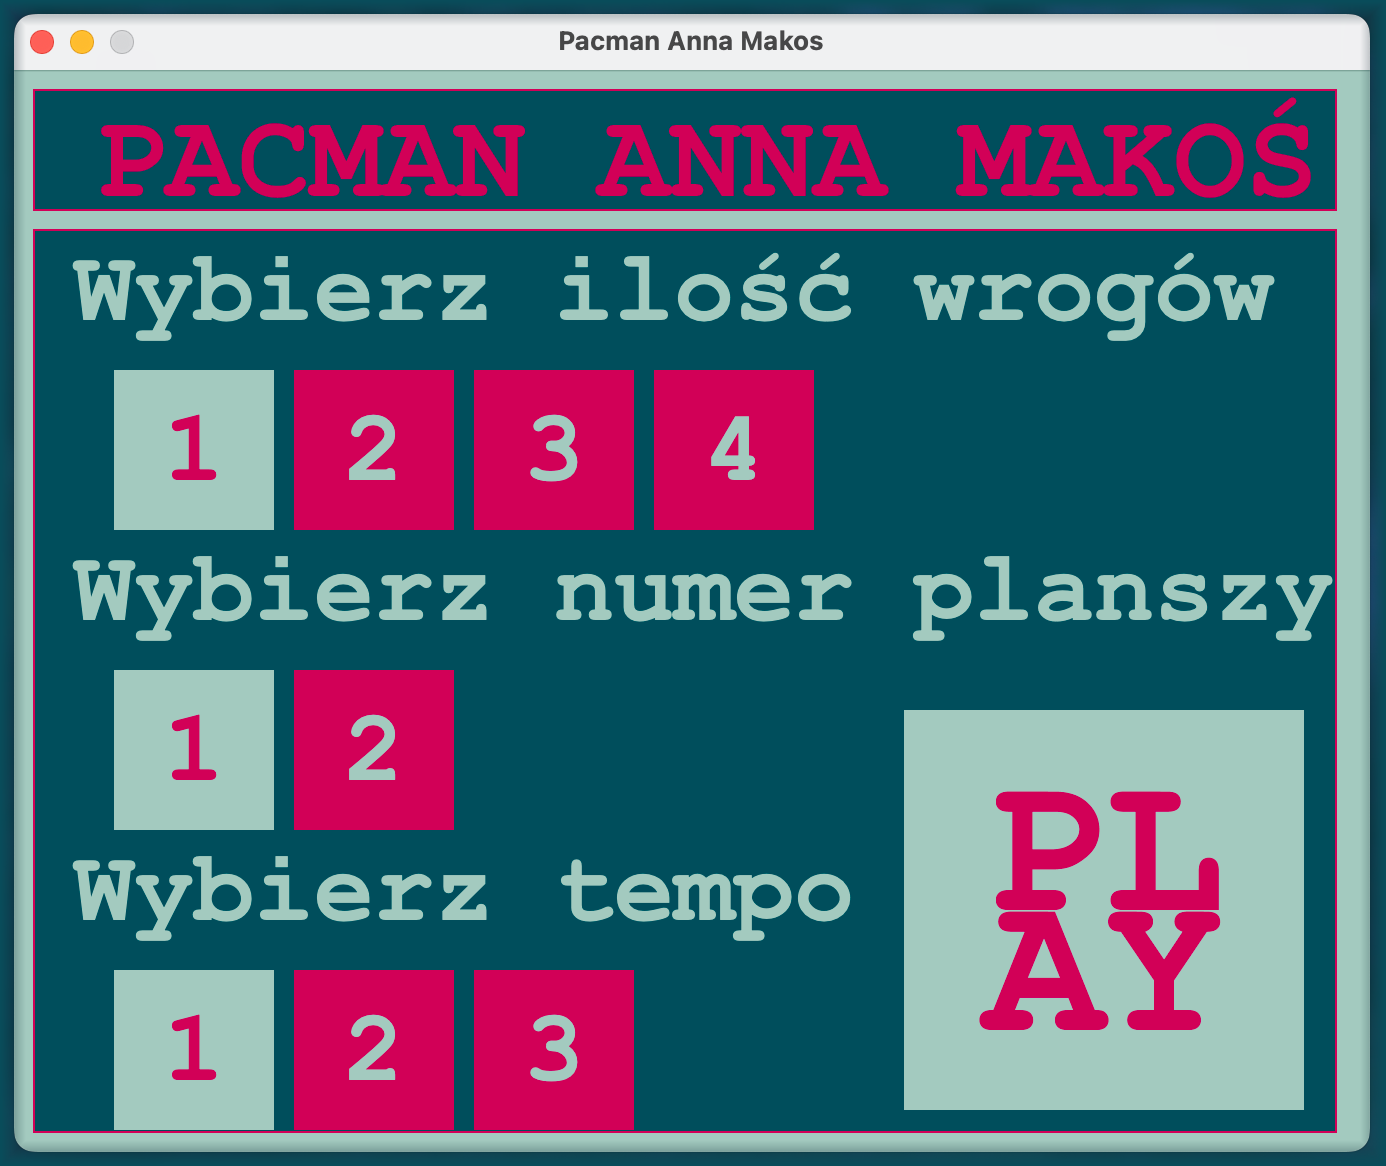 Pacman Anna Makos
PACMAN ANNA MAKOŚ
Wybierz ilość wrogów
1 2 3 4
Wybierz numer planszy
1 2
Wybierz tempo
1 2 3
PL
AY